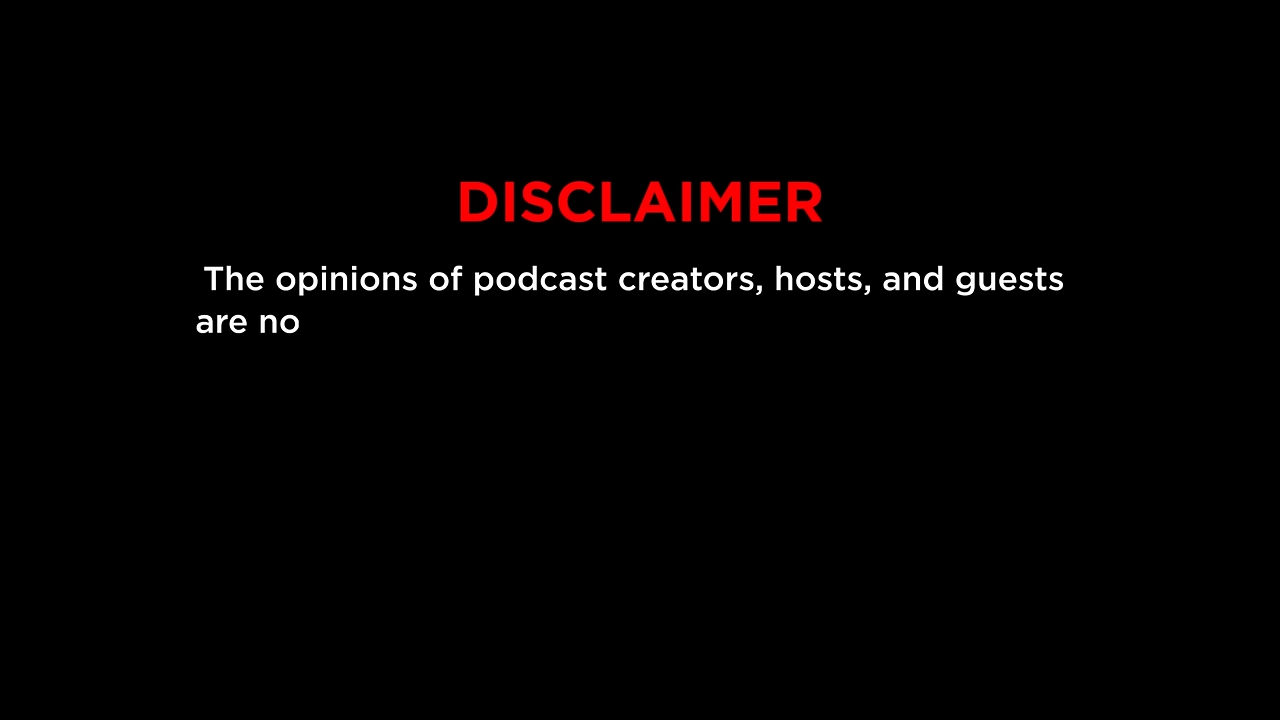 DISCLAIMER
The opinions of podcast creators, hosts, and guests
are no